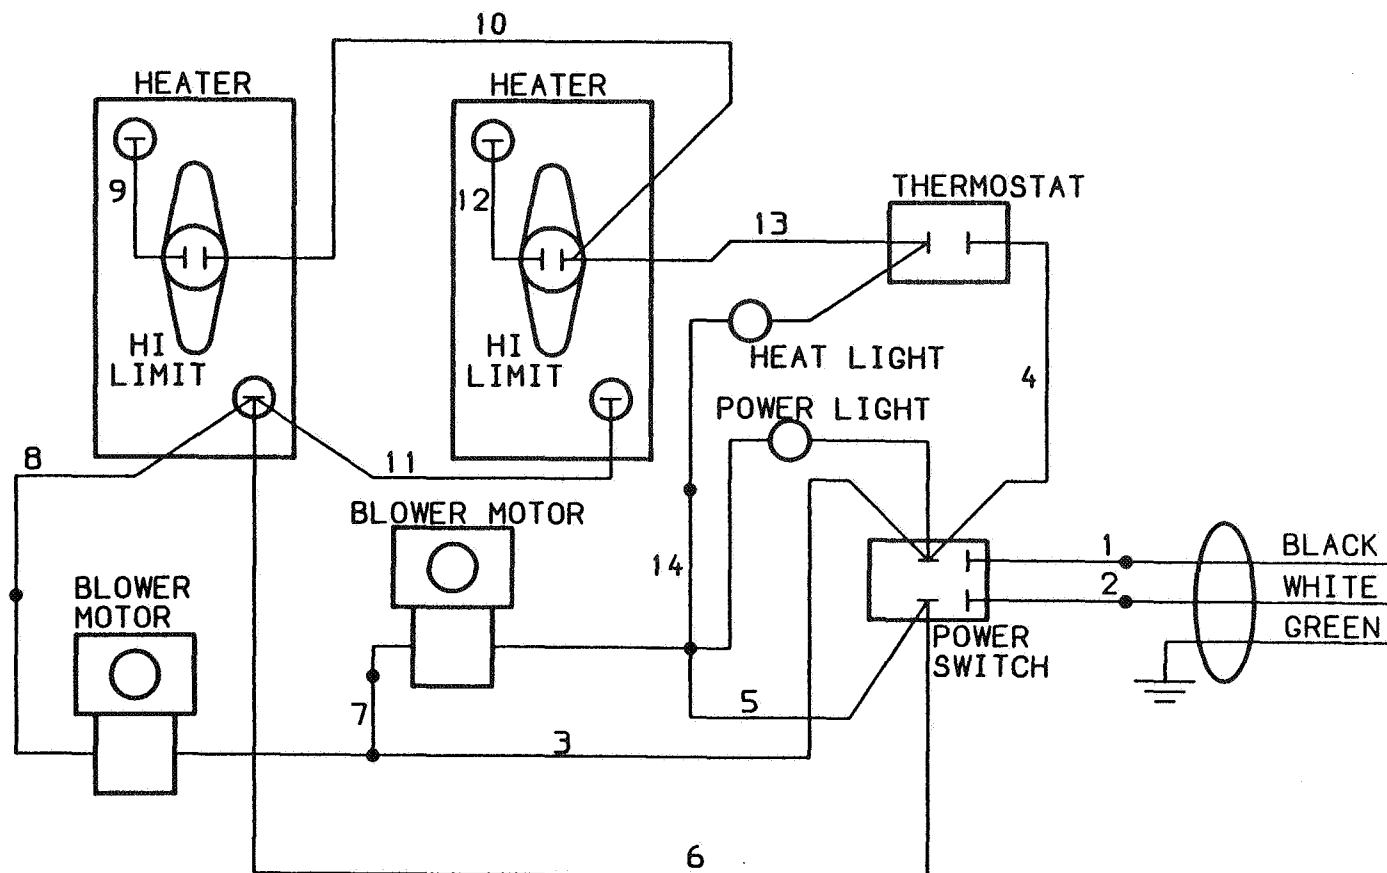 10
HEATER
HEATER
9
12
THERMOSTAT
13
HI
LIMIT
HI
LIMIT
HEAT LIGHT
4
POWER LIGHT
8
11
BLOWER MOTOR
14
1
BLACK
2
WHITE
GREEN
BLOWER
MOTOR
POWER
SWITCH
5
7
3
6